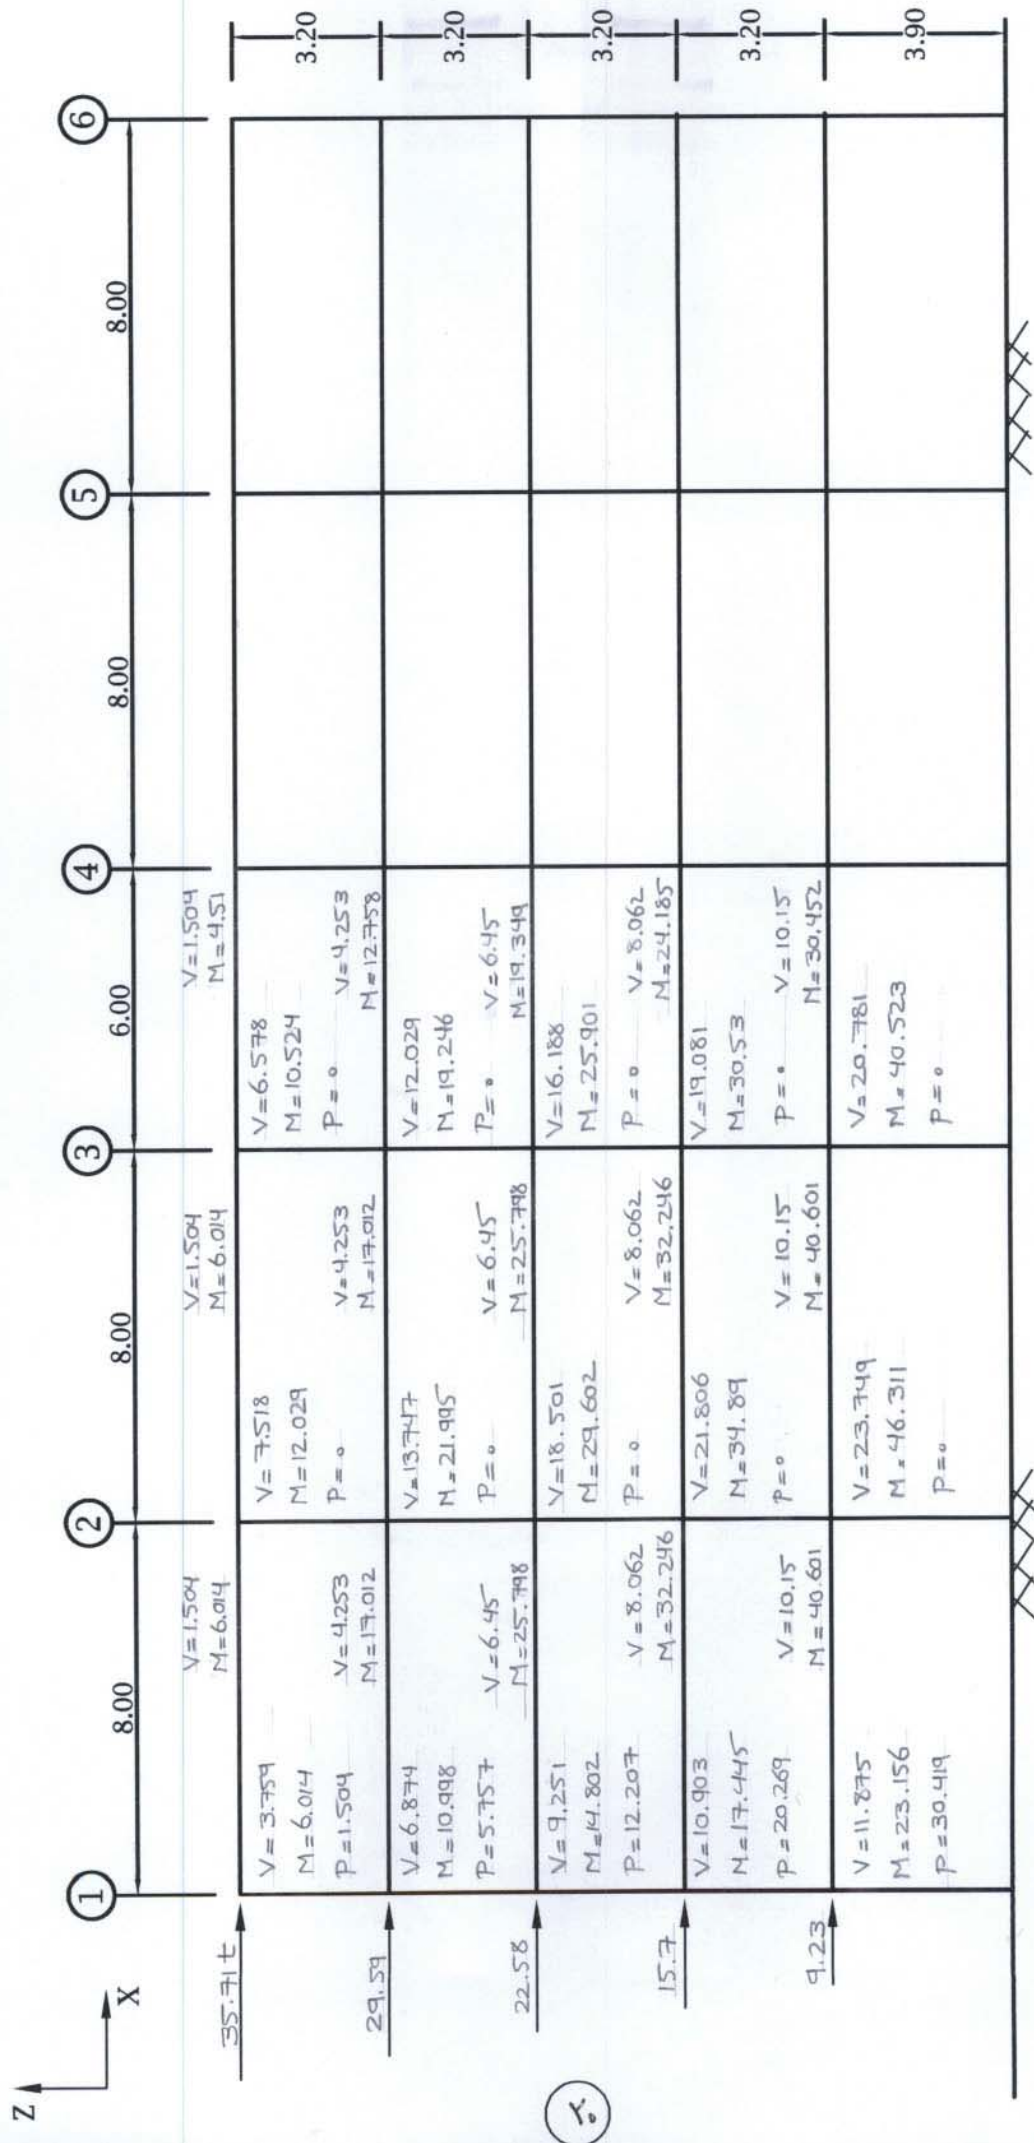 Z
X
1
2
3
4
5
6
8.00
8.00
6.00
8.00
8.00
3.20
3.20
3.20
3.20
3.90
35.71 t
29.59
22.58
15.7
9.23
V=1.504
M=6.014
V=1.504
M=6.014
V=1.504
M=4.51
V=3.759
M=6.014
P=1.504
V=4.253
M=17.012
V=7.518
M=12.029
P=0
V=4.253
M=17.012
V=6.578
M=10.524
P=0
V=4.253
M=12.758
V=6.874
M=10.998
P=5.757
V=6.45
M=25.798
V=13.747
M=21.995
P=0
V=6.45
M=25.798
V=12.029
M=19.246
P=0
V=6.45
M=19.349
V=9.251
M=14.802
P=12.207
V=8.062
M=32.246
V=18.501
M=29.602
P=0
V=8.062
M=32.246
V=16.188
M=25.901
P=0
V=8.062
M=24.185
V=10.903
M=17.445
P=20.269
V=10.15
M=40.601
V=21.806
M=34.89
P=0
V=10.15
M=40.601
V=19.081
M=30.53
P=0
V=10.15
M=30.452
V=11.875
M=23.156
P=30.419
V=23.749
M=46.311
P=0
V=20.781
M=40.523
P=0